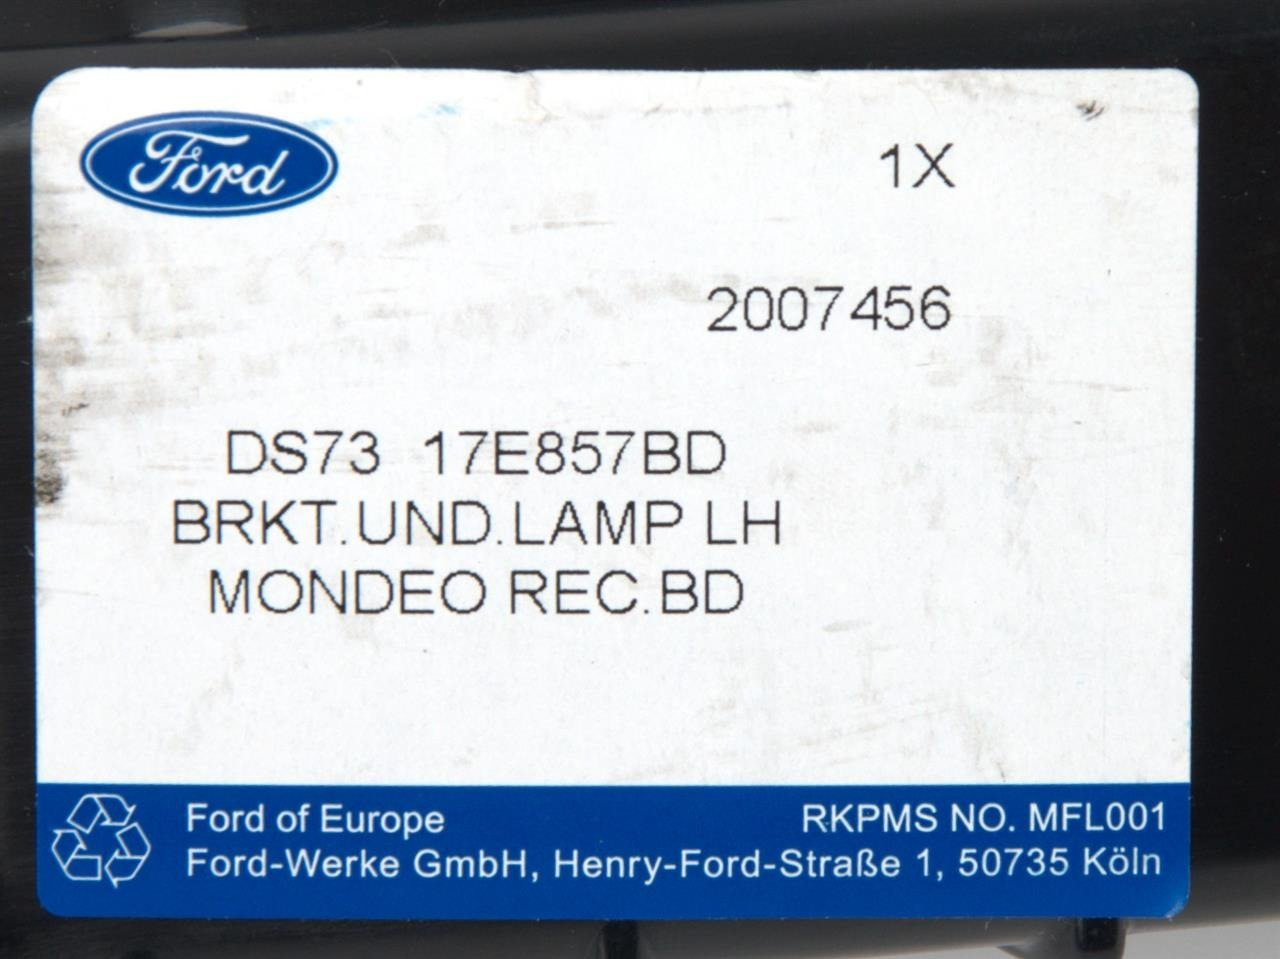 Ford
1X
2007456
DS73 17E857BD
BRKT.UND.LAMP LH
MONDEO REC.BD
Ford of Europe
RKPMS NO. MFL001
Ford-Werke GmbH, Henry-Ford-Straße 1, 50735 Köln